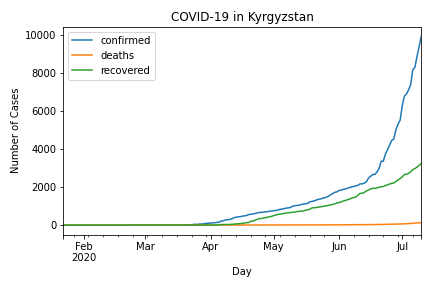 COVID-19 in Kyrgyzstan
10000
8000
6000
4000
2000
0
Number of Cases
confirmed
deaths
recovered
Feb
2020
Mar
Apr
May
Jun
Jul
Day